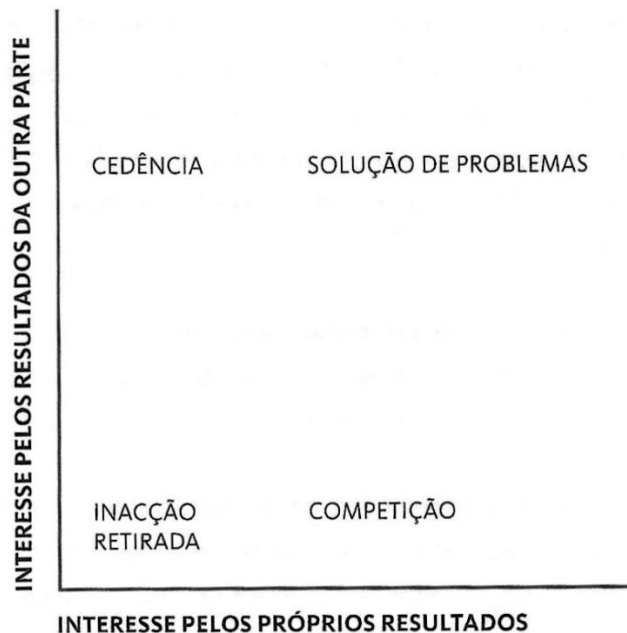 INTERESSE PELOS RESULTADOS DA OUTRA PARTE
CEDÊNCIA
SOLUÇÃO DE PROBLEMAS
INACÇÃO
RETIRADA
COMPETIÇÃO
INTERESSE PELOS PRÓPRIOS RESULTADOS